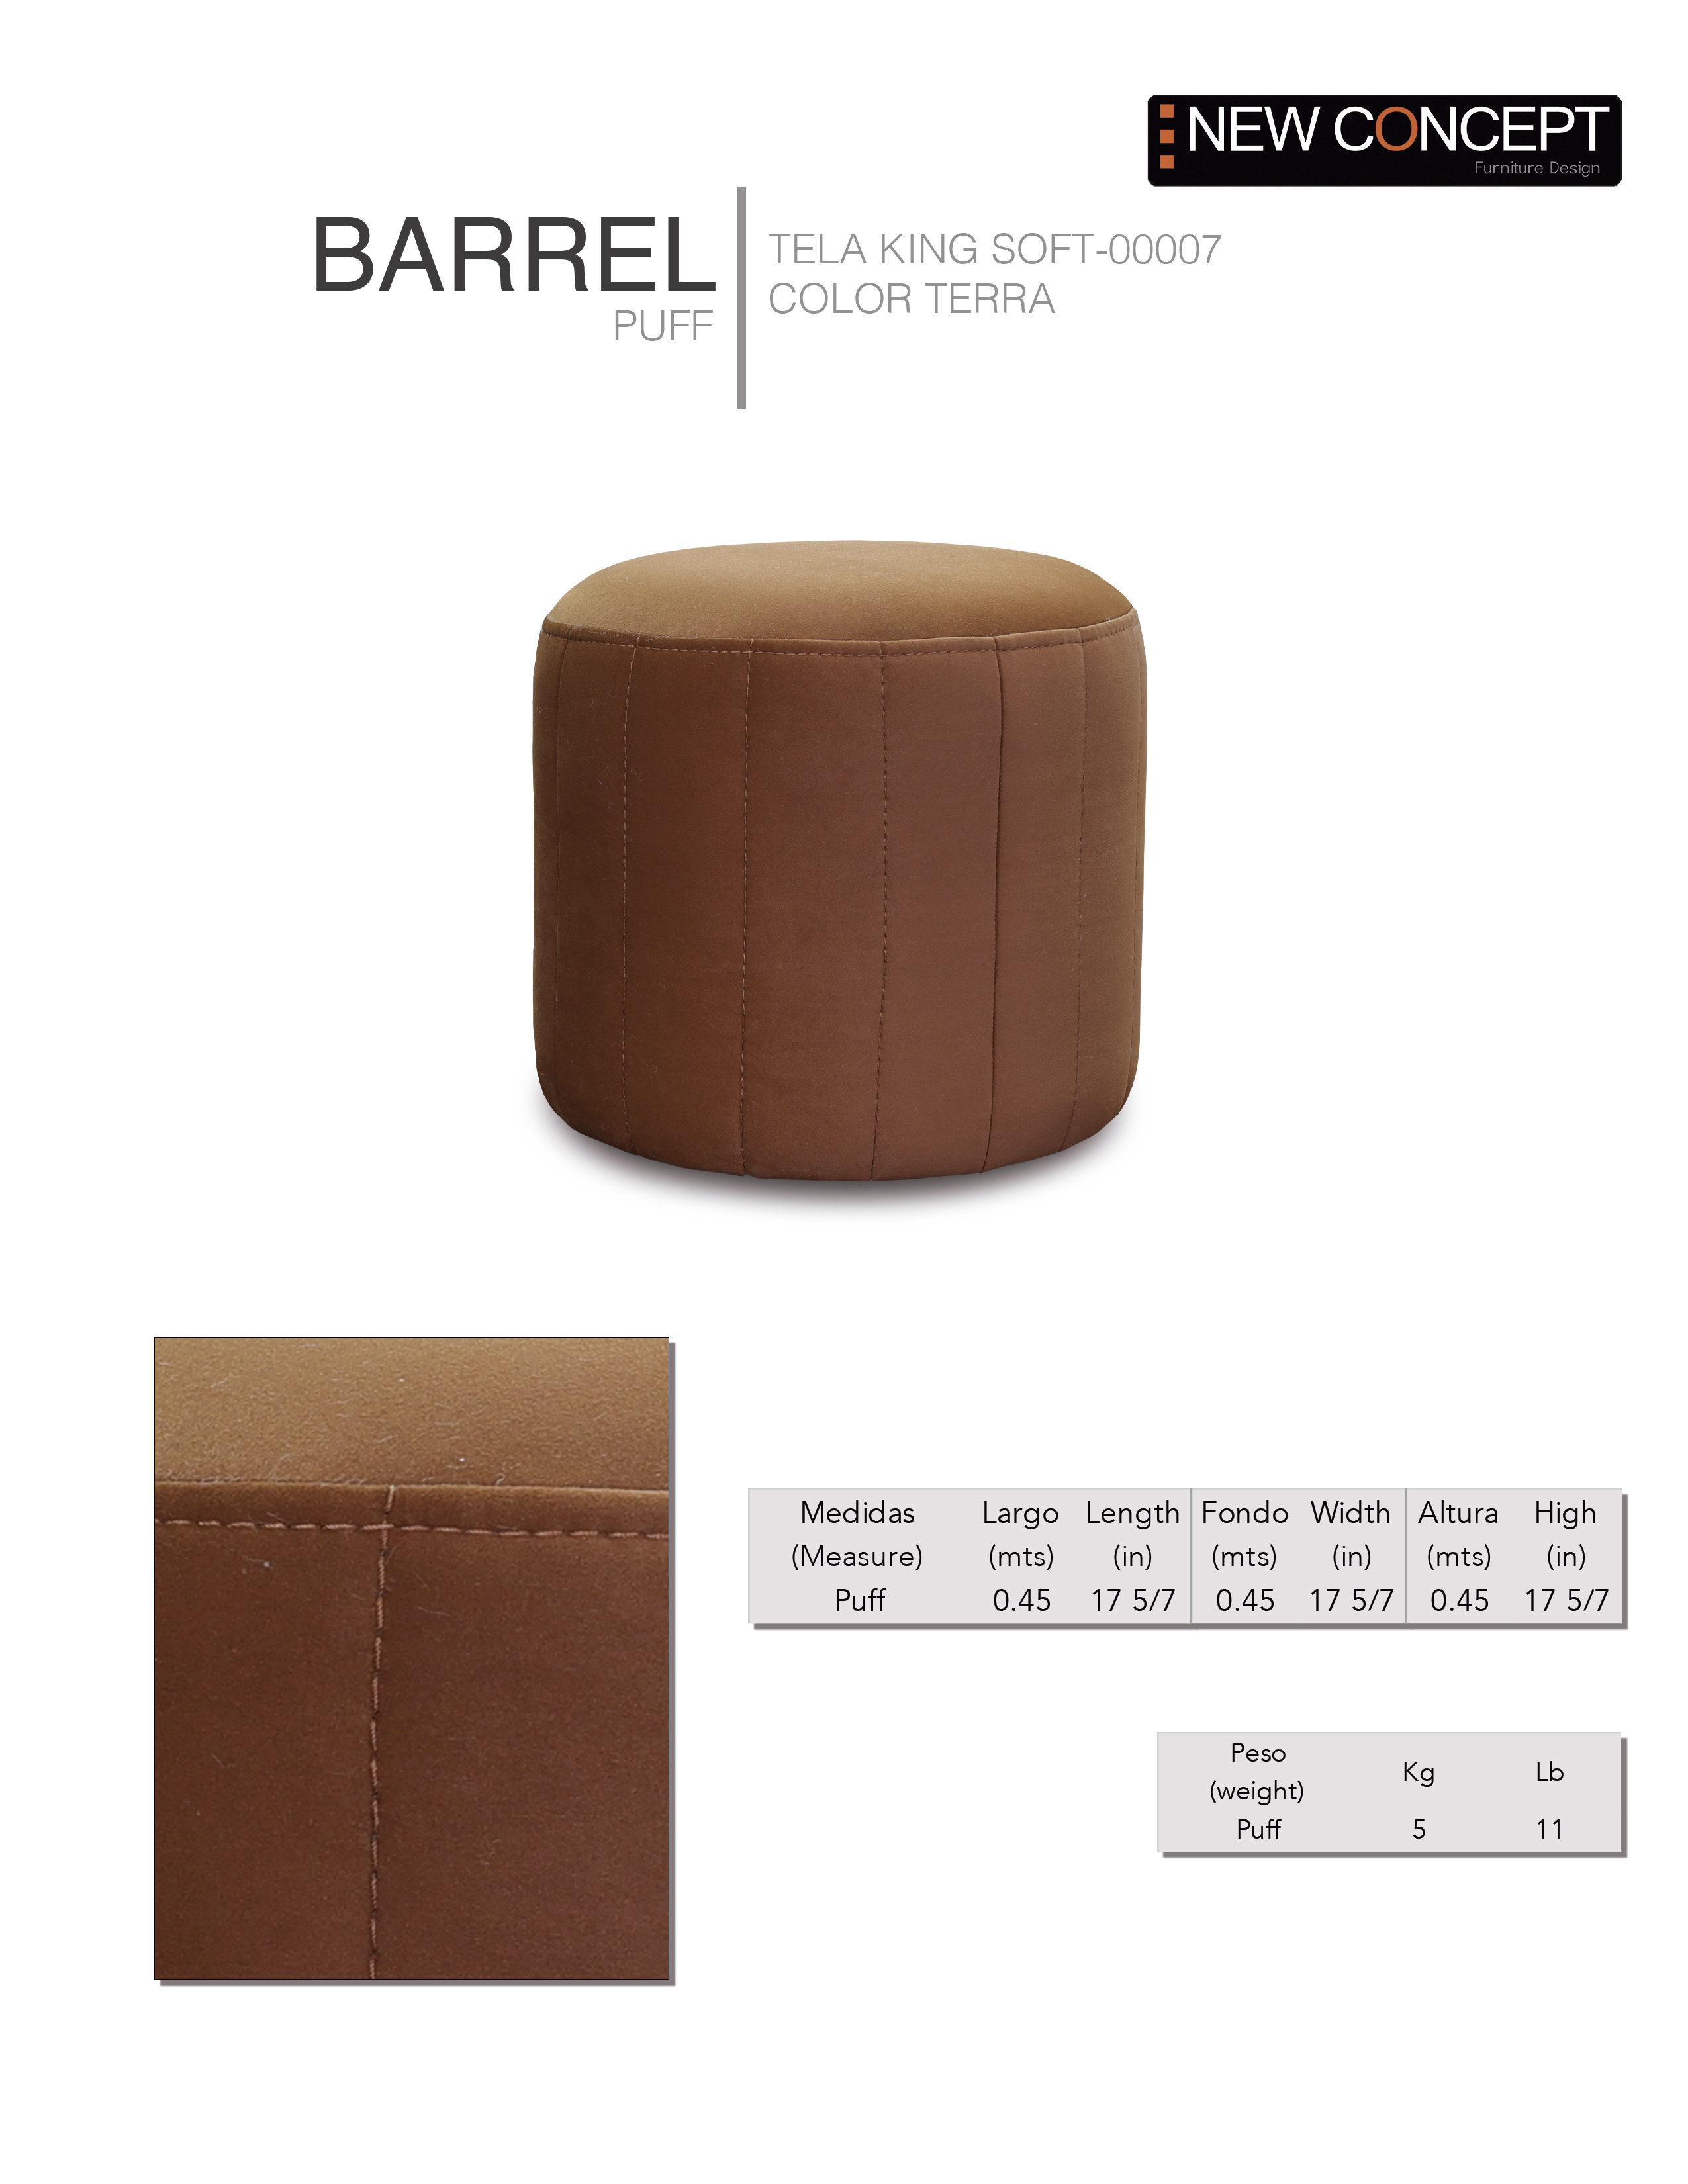 NEW CONCEPT
Furniture Design
BARREL
PUFF
TELA KING SOFT-00007
COLOR TERRA
Medidas Largo Length Fondo Width Altura High
(Measure) (mts) (in) (mts) (in) (mts) (in)
Puff 0.45 17 5/7 0.45 17 5/7 0.45 17 5/7
Peso
(weight) Kg Lb
Puff 5 11